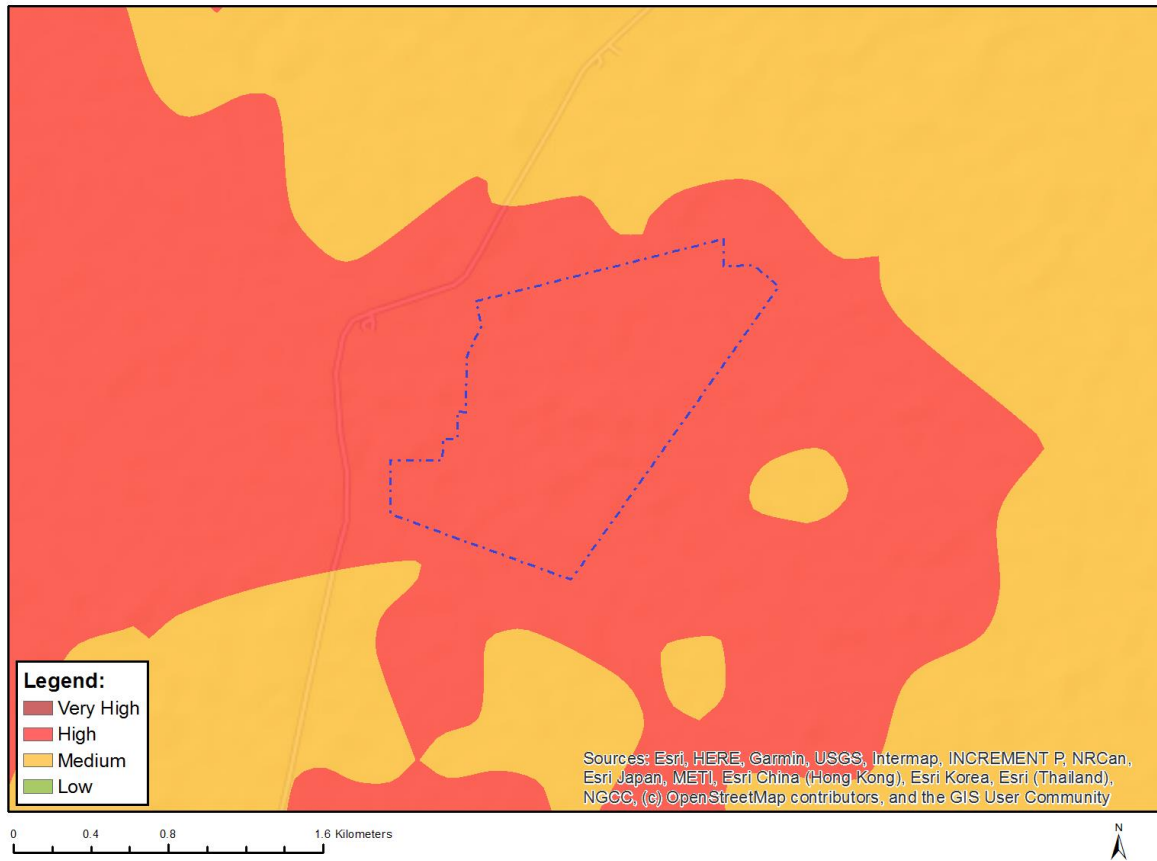 Legend:
Very High
High
Medium
Low
Sources: Esri, HERE, Garmin, USGS, Intermap, INCREMENT P, NRCan,
Esri Japan, METI, Esri China (Hong Kong), Esri Korea, Esri (Thailand),
NGCC, (c) OpenStreetMap contributors, and the GIS User Community
0 0.4 0.8 1.6 Kilometers
N